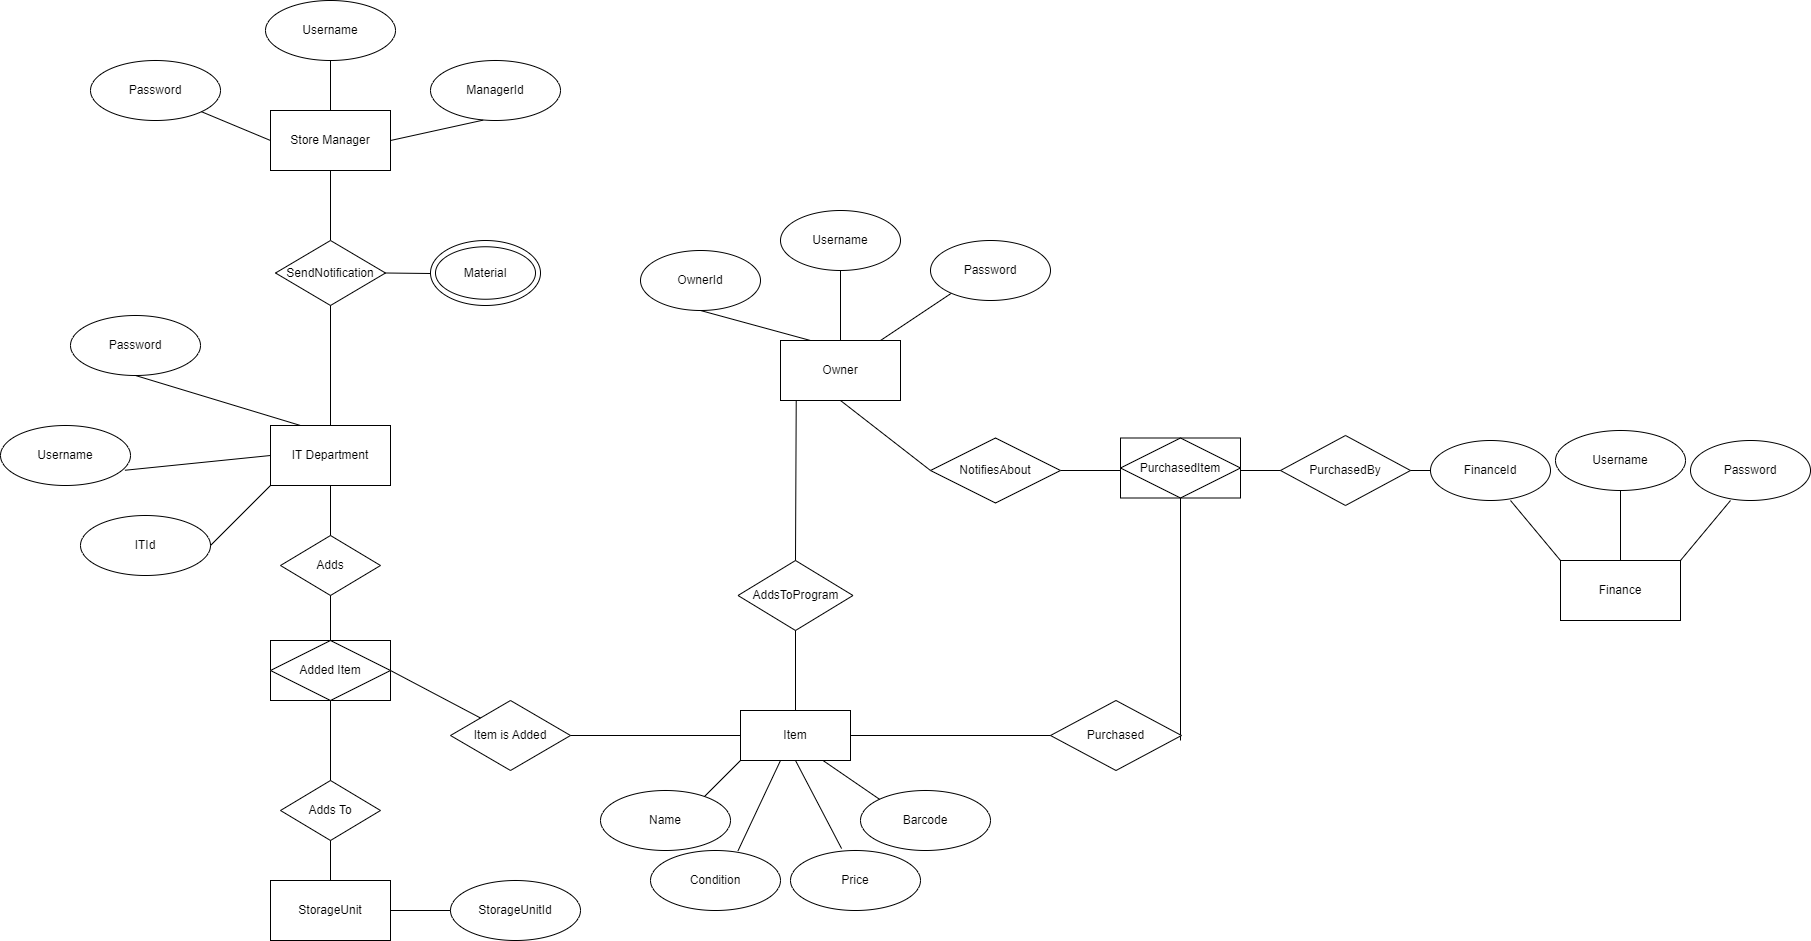 Username
Password
ManagerId
Store Manager
SendNotification
Material
Username
OwnerId
Password
Password
Owner
Username
IT Department
NotifiesAbout
PurchasedItem
PurchasedBy
FinanceId
Username
Password
ITId
Adds
AddsToProgram
Finance
Added Item
Item is Added
Item
Purchased
Adds To
Name
Barcode
Condition
Price
StorageUnit
StorageUnitId